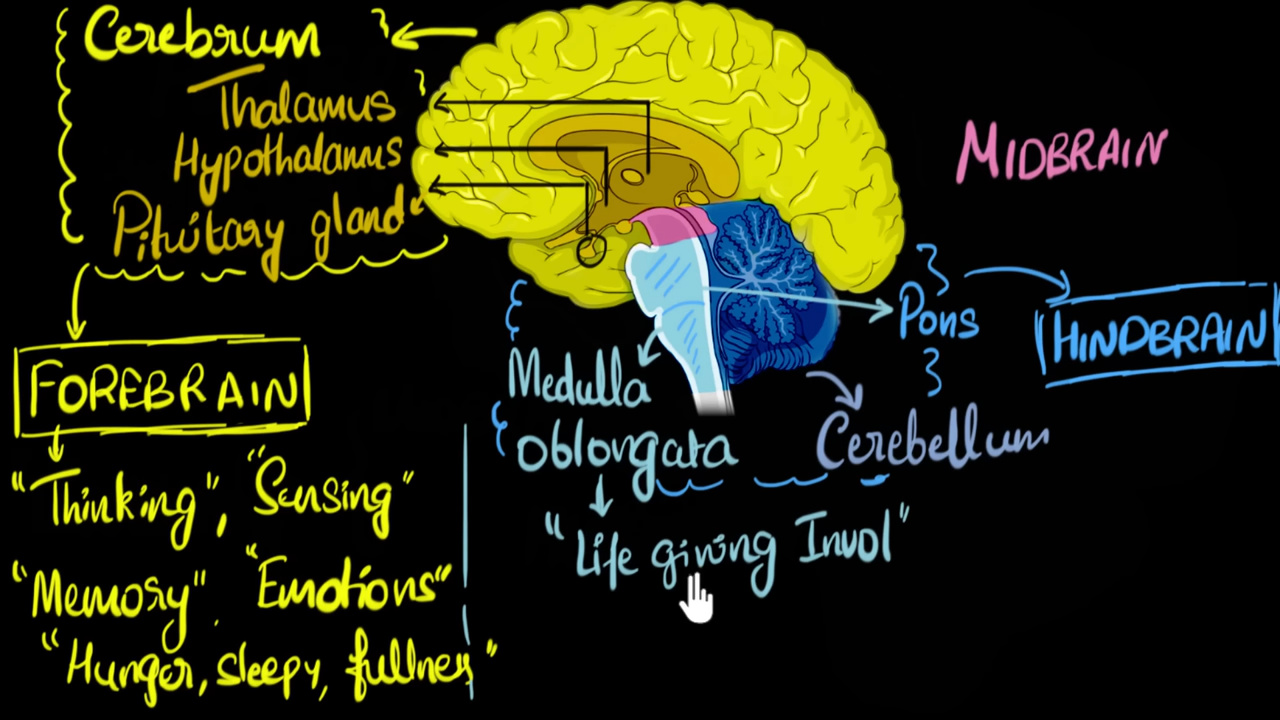 Cerebrum
Thalamus
Hypothalamus
Pituitary gland
FOREBRAIN
"Thinking", "Sensing"
"Memory". "Emotions"
"Hunger, sleepy, fullness"
MIDBRAIN
Pons
HINDBRAIN
Medulla
oblongata
Cerebellum
"Life giving Invol"